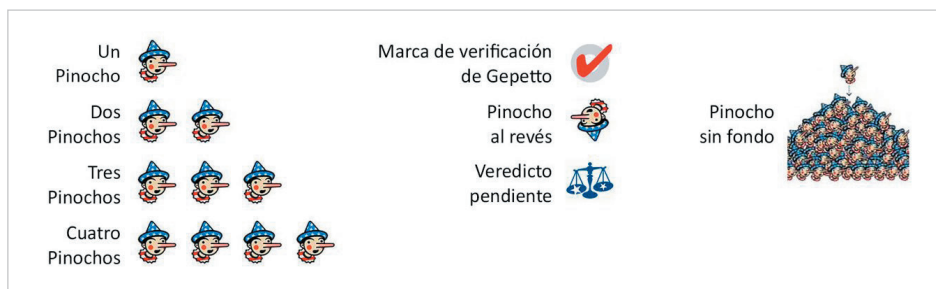 Un
Pinocho
Dos
Pinochos
Tres
Pinochos
Cuatro
Pinochos
Marca de verificación
de Gepetto
Pinocho
al revés
Veredicto
pendiente
Pinocho
sin fondo